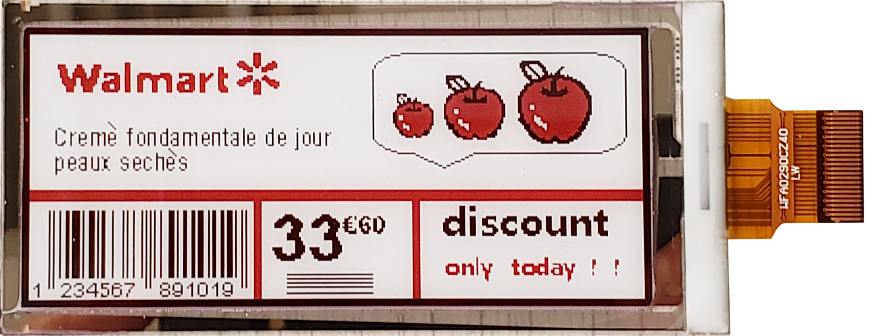 Walmart
Cremè fondamentale de jour
peaux sechès
1 234567 891019
33€60
discount
only today ! !
WFA0290CZ40
LW